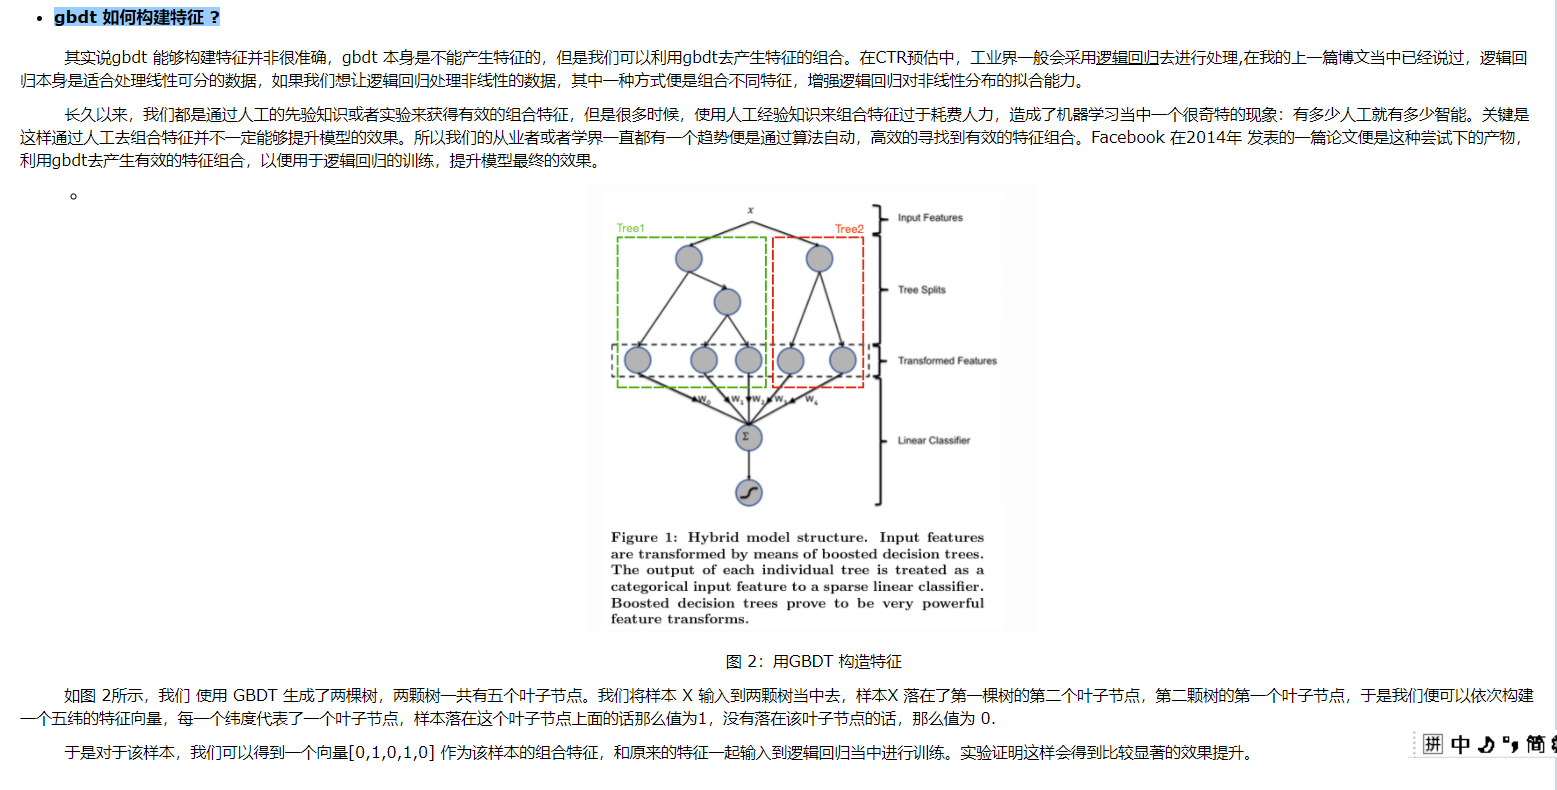 gbdt 如何构建特征 ?
其实说gbdt 能够构建特征并非很准确，gbdt 本身是不能产生特征的，但是我们可以利用gbdt去产生特征的组合。在CTR预估中，工业界一般会采用逻辑回归去进行处理,在我的上一篇博文当中已经说过，逻辑回
归本身是适合处理线性可分的数据，如果我们想让逻辑回归处理非线性的数据，其中一种方式便是组合不同特征，增强逻辑回归对非线性分布的拟合能力。
长久以来，我们都是通过人工的先验知识或者实验来获得有效的组合特征，但是很多时候，使用人工经验知识来组合特征过于耗费人力，造成了机器学习当中一个很奇特的现象：有多少人工就有多少智能。关键是
这样通过人工去组合特征并不一定能够提升模型的效果。所以我们的从业者或者学界一直都有一个趋势便是通过算法自动，高效的寻找到有效的特征组合。Facebook 在2014年 发表的一篇论文便是这种尝试下的产物，
利用gbdt去产生有效的特征组合，以便用于逻辑回归的训练，提升模型最终的效果。
x
Input Features
Tree1
Tree2
Tree Splits
Transformed Features
W0 W1 W2 W3 W4
Σ
Linear Classifier
Figure 1: Hybrid model structure. Input features
are transformed by means of boosted decision trees.
The output of each individual tree is treated as a
categorical input feature to a sparse linear classifier.
Boosted decision trees prove to be very powerful
feature transforms.
图 2：用GBDT 构造特征
如图 2所示，我们 使用 GBDT 生成了两棵树，两颗树一共有五个叶子节点。我们将样本 X 输入到两颗树当中去，样本X 落在了第一棵树的第二个叶子节点，第二颗树的第一个叶子节点，于是我们便可以依次构建
一个五纬的特征向量，每一个纬度代表了一个叶子节点，样本落在这个叶子节点上面的话那么值为1，没有落在该叶子节点的话，那么值为 0.
于是对于该样本，我们可以得到一个向量[0,1,0,1,0] 作为该样本的组合特征，和原来的特征一起输入到逻辑回归当中进行训练。实验证明这样会得到比较显著的效果提升。
拼 中 简